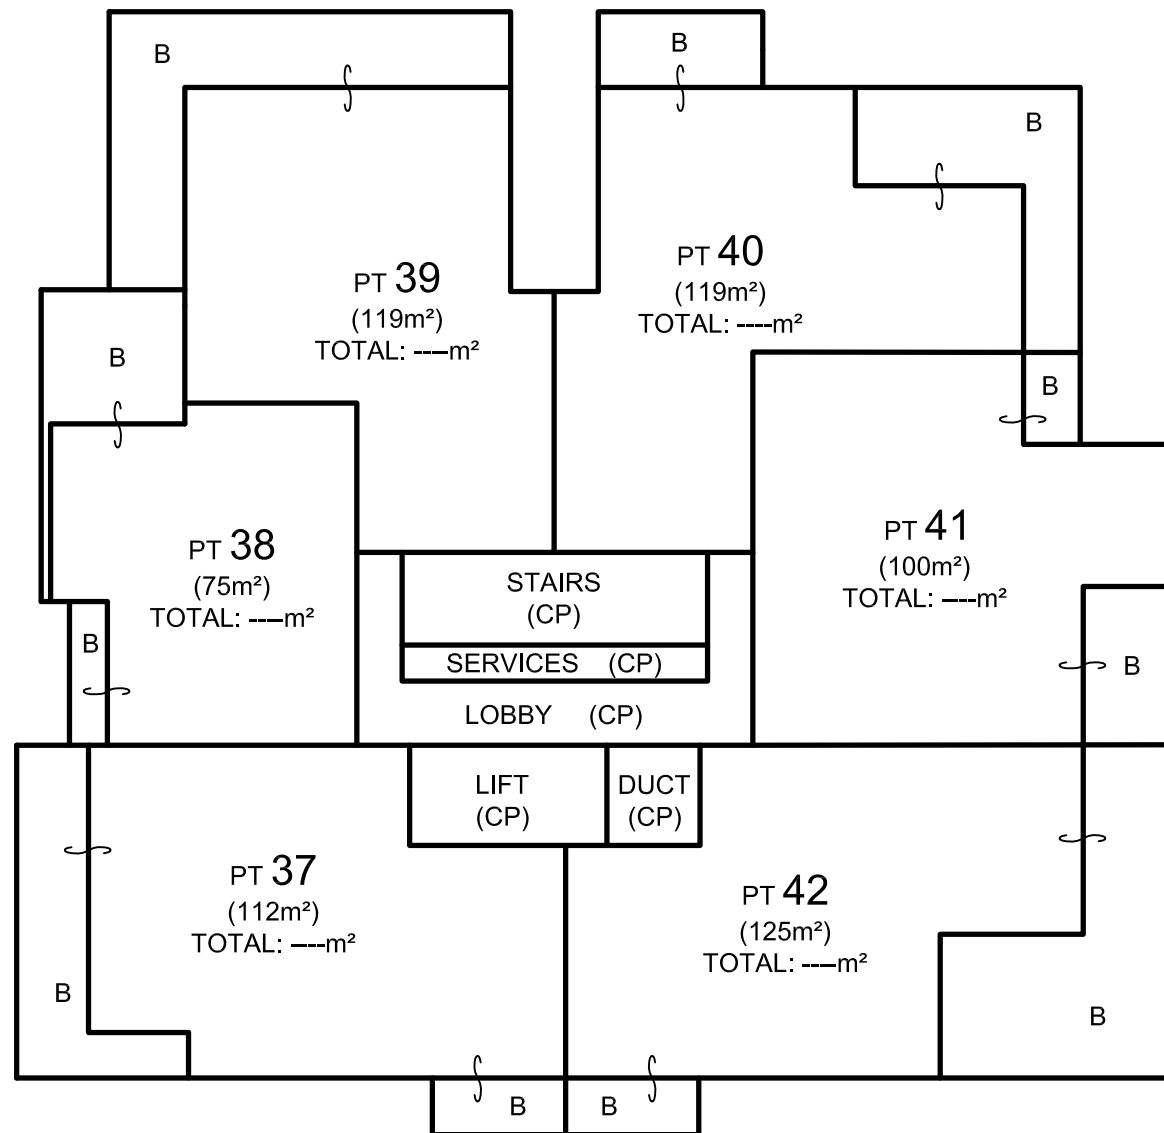 B
B
B
PT 39
(119m²)
TOTAL: ----m²
PT 40
(119m²)
TOTAL: ----m²
B
B
PT 38
(75m²)
TOTAL: ----m²
PT 41
(100m²)
TOTAL: ----m²
STAIRS
(CP)
SERVICES (CP)
LOBBY (CP)
B
B
LIFT
(CP)
DUCT
(CP)
PT 37
(112m²)
TOTAL: ----m²
PT 42
(125m²)
TOTAL: ----m²
B
B
B
B